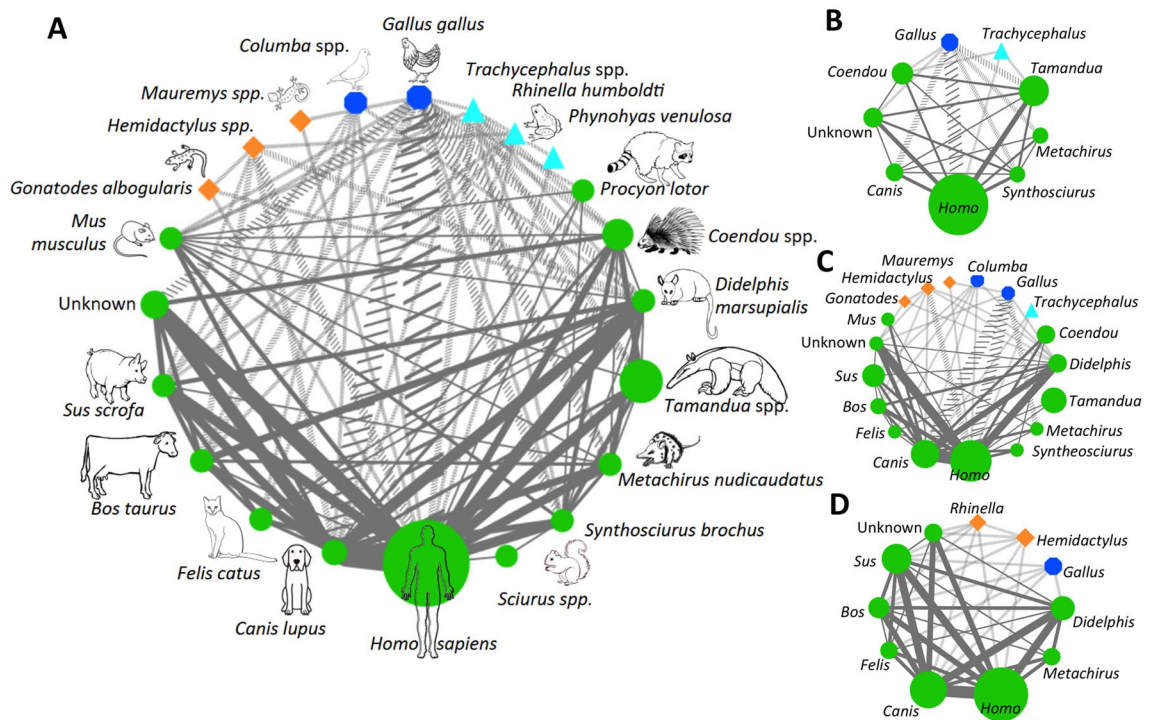 A
Gallus gallus
Columba spp.
Trachycephalus spp.
Rhinella humboldti
Mauremys spp.
Phynohyas venulosa
Hemidactylus spp.
Gonatodes albogularis
Procyon lotor
Mus
musculus
Coendou spp.
Didelphis
marsupialis
Unknown
Sus scrofa
Tamandua spp.
Bos taurus
Metachirus nudicaudatus
Synthosciurus brochus
Felis catus
Sciurus spp.
Canis lupus
Homo sapiens
B
Gallus
Trachycephalus
Coendou
Tamandua
Unknown
Metachirus
Canis
Synthosciurus
Homo
C
Mauremys
Columba
Hemidactylus
Gallus
Gonatodes
Trachycephalus
Mus
Coendou
Unknown
Didelphis
Sus
Tamandua
Bos
Metachirus
Felis
Syntheosciurus
Canis
Homo
D
Rhinella
Unknown
Hemidactylus
Sus
Gallus
Bos
Didelphis
Felis
Metachirus
Canis
Homo